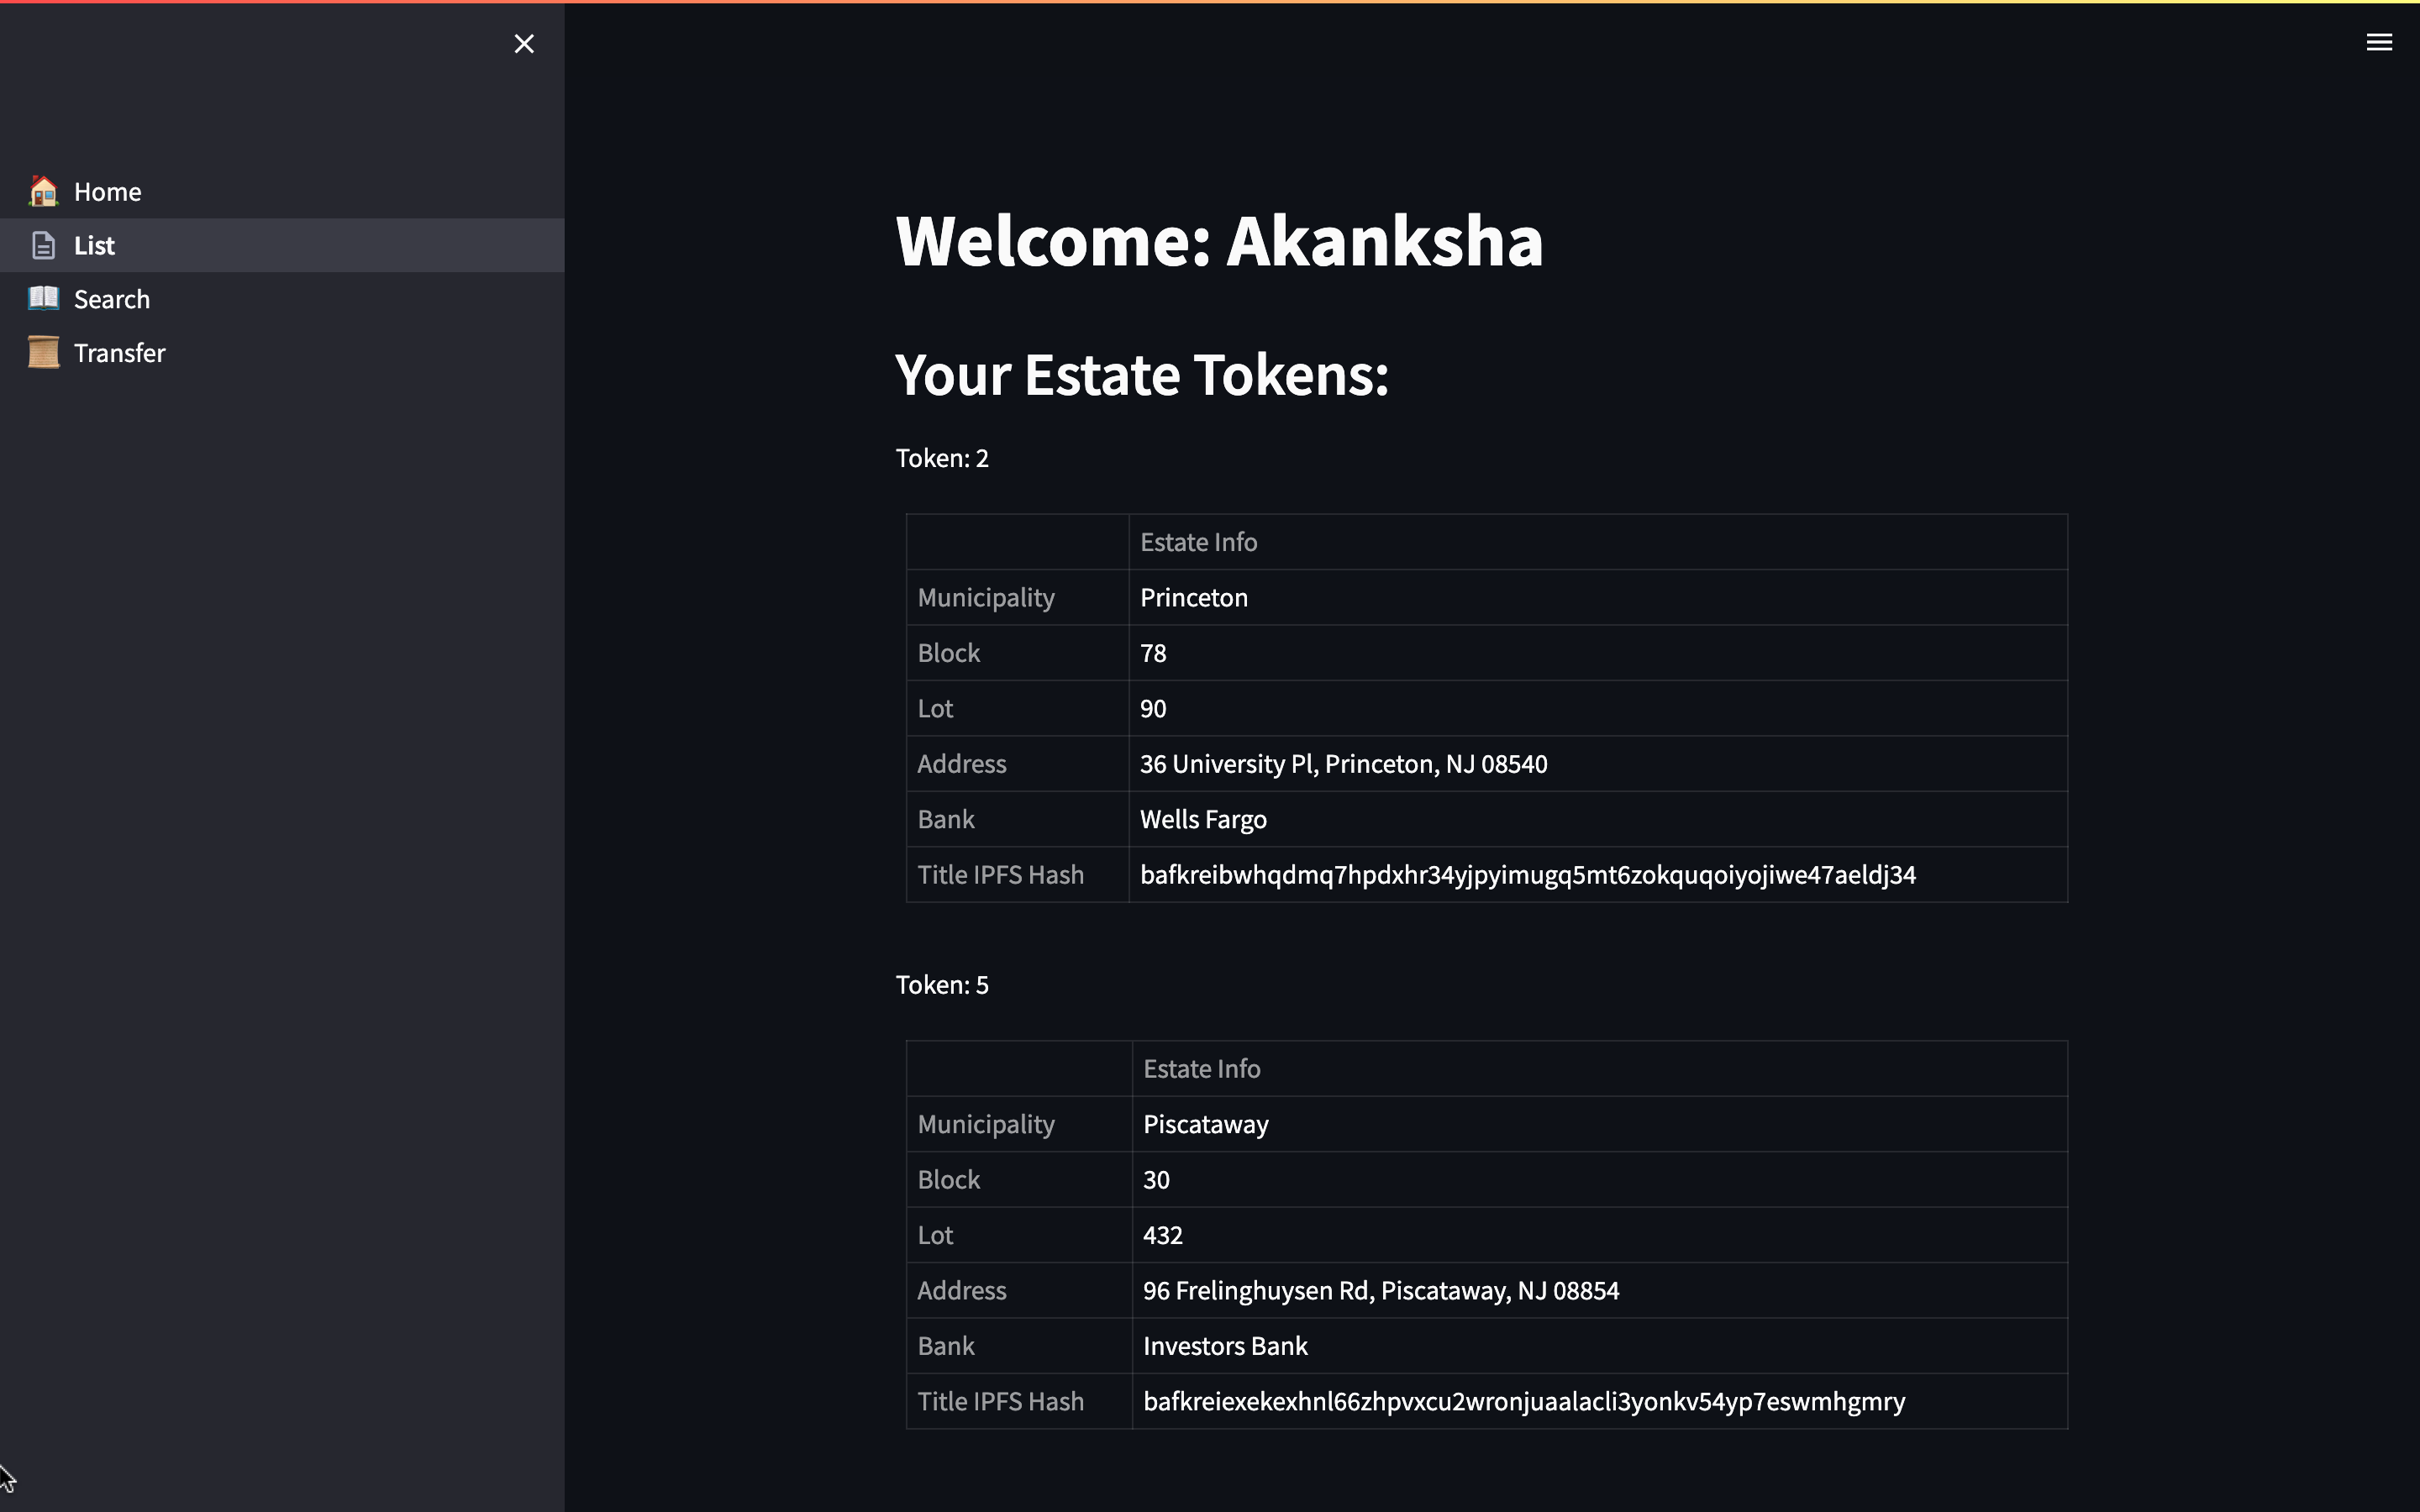 Home
List
Search
Transfer
Welcome: Akanksha
Your Estate Tokens:
Token: 2
Estate Info
Municipality Princeton
Block 78
Lot 90
Address 36 University Pl, Princeton, NJ 08540
Bank Wells Fargo
Title IPFS Hash bafkreibwhqdmq7hpdxhr34yjpyimugq5mt6zokquqoiyojiwe47aeldj34
Token: 5
Estate Info
Municipality Piscataway
Block 30
Lot 432
Address 96 Frelinghuysen Rd, Piscataway, NJ 08854
Bank Investors Bank
Title IPFS Hash bafkreiexekexhnl66zhpvxcu2wronjuaalacli3yonkv54yp7eswmhgmry